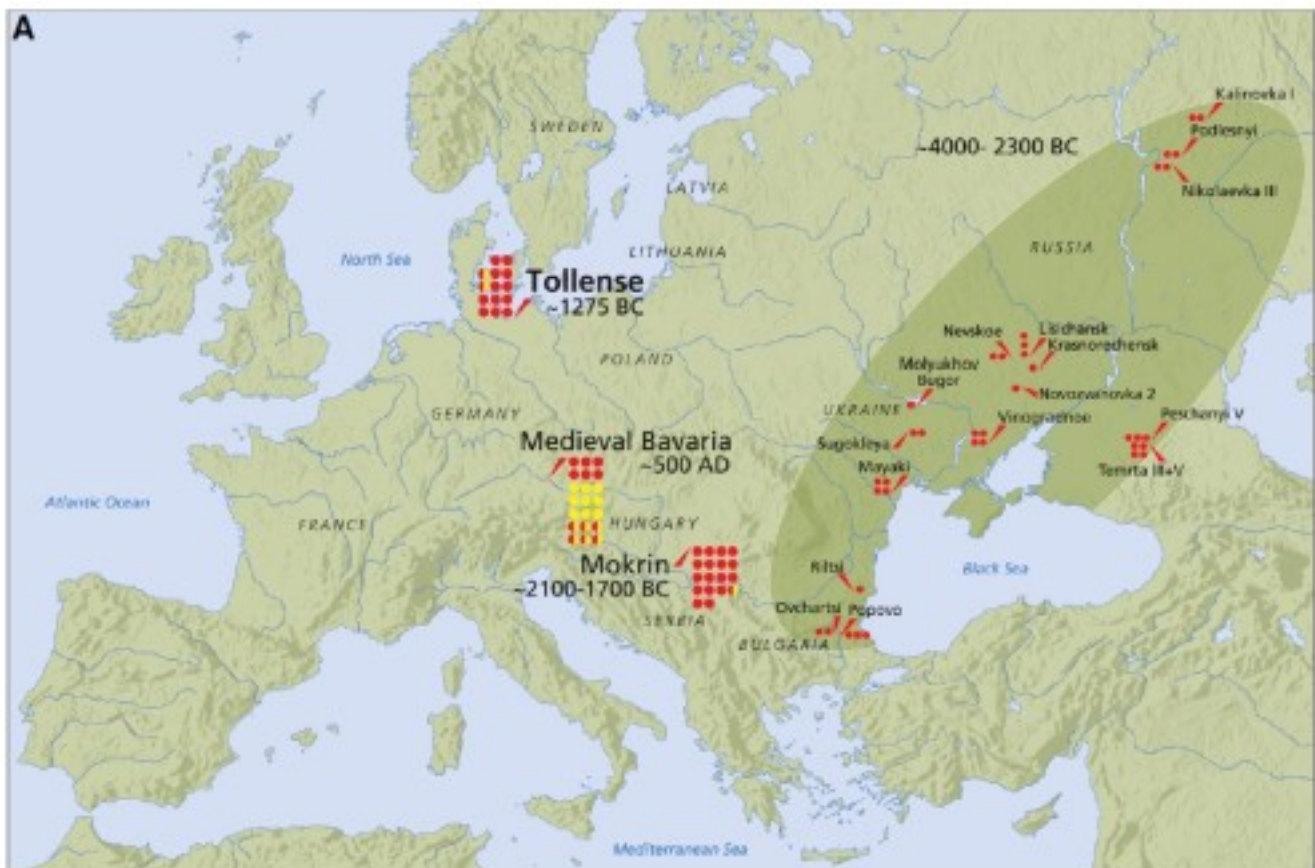 A
Kalinovka I
SWEDEN
~4000- 2300 BC
Podlesnyi
LATVIA
Nikolaevka III
RUSSIA
LITHUANIA
North Sea
Tollense
~1275 BC
Nevskoe
Lisichansk
Krasnorechensk
POLAND
Molyukhov
Bugor
Novozvanovka 2
GERMANY
UKRAINE
Vinogradnoe
Peschanyi V
Medieval Bavaria
~500 AD
Sugokleya
Mayaki
Temrta III+V
Atlantic Ocean
FRANCE
HUNGARY
Mokrin
~2100-1700 BC
Riltsi
Black Sea
Ovchartsi
Popovo
SERBIA
BULGARIA
Mediterranean Sea